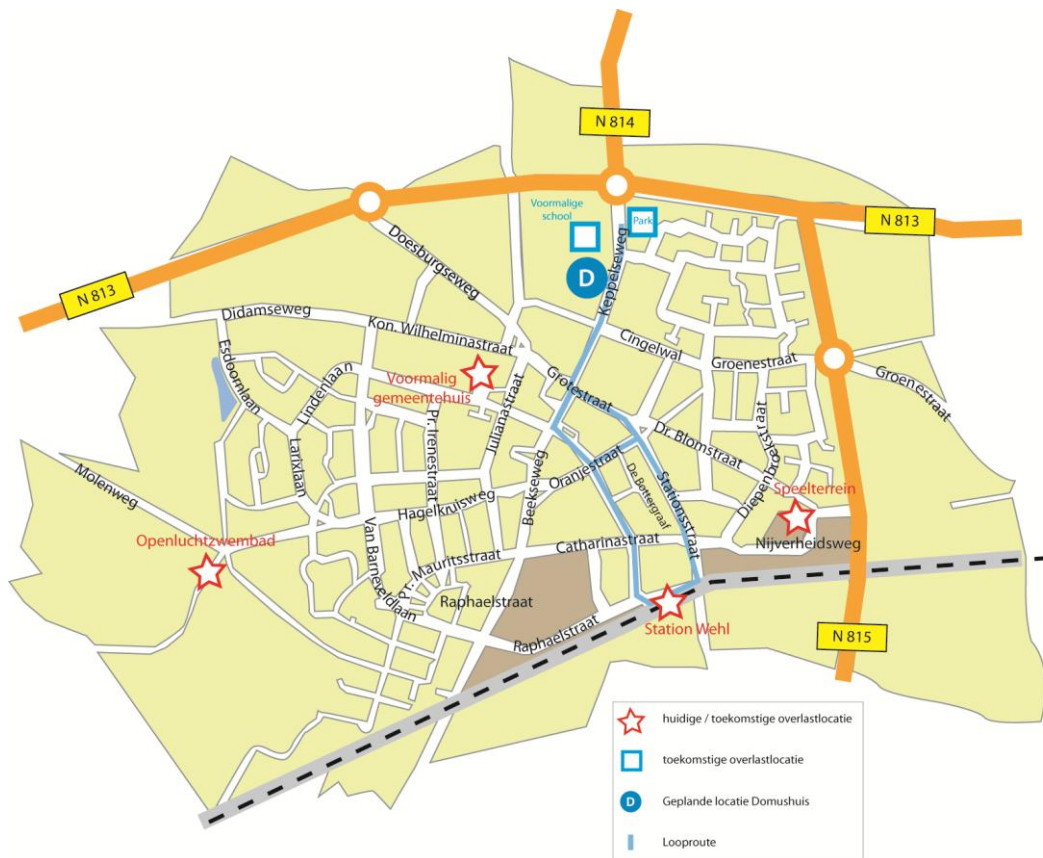 N 814
N 813
N 813
Voormalige
school
Park
Doesburgseweg
Keppelseweg
Didamseweg
Kon. Wilhelminastraat
Cingelwal
Groenestraat
Groenestraat
Esdoornlaan
Lindenlaan
Voormalig
gemeentehuis
Grotestraat
Julianastraat
Pr. Irenestraat
Dr. Blomstraat
Diepenbroekstraat
Larixlaan
Oranjestraat
De Bottergraaf
Stationsstraat
Speelterrein
Molenweg
Hagelkruisweg
Beekseweg
Openluchtzwembad
Van Barneveldlaan
Pr. Mauritsstraat
Catharinastraat
Nijverheidsweg
Raphaelstraat
Raphaelstraat
Station Wehl
N 815
huidige / toekomstige overlastlocatie
toekomstige overlastlocatie
D
D
Geplande locatie Domushuis
Looproute